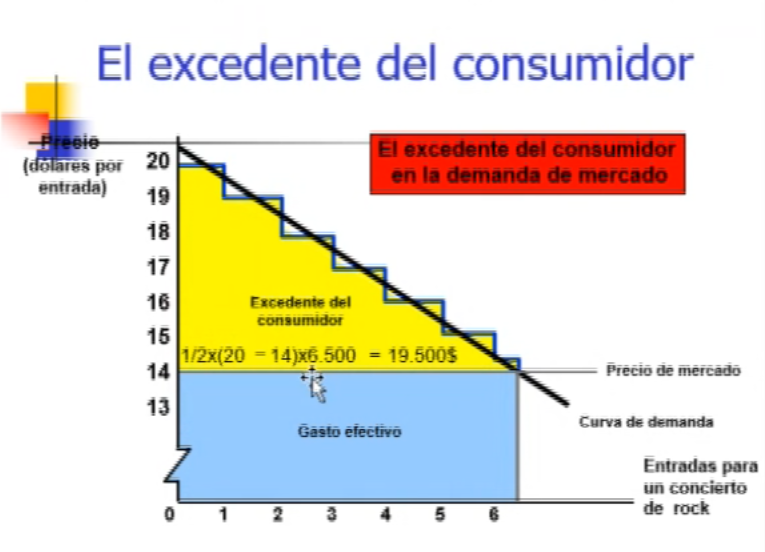 El excedente del consumidor
Precio
(dólares por
entrada)
El excedente del consumidor
en la demanda de mercado
20
19
18
17
16
15
14
13
Excedente del
consumidor
1/2x(20 = 14)x6.500 = 19.500$
Precio de mercado
Gasto efectivo
Curva de demanda
Entradas para
un concierto
de rock
0 1 2 3 4 5 6